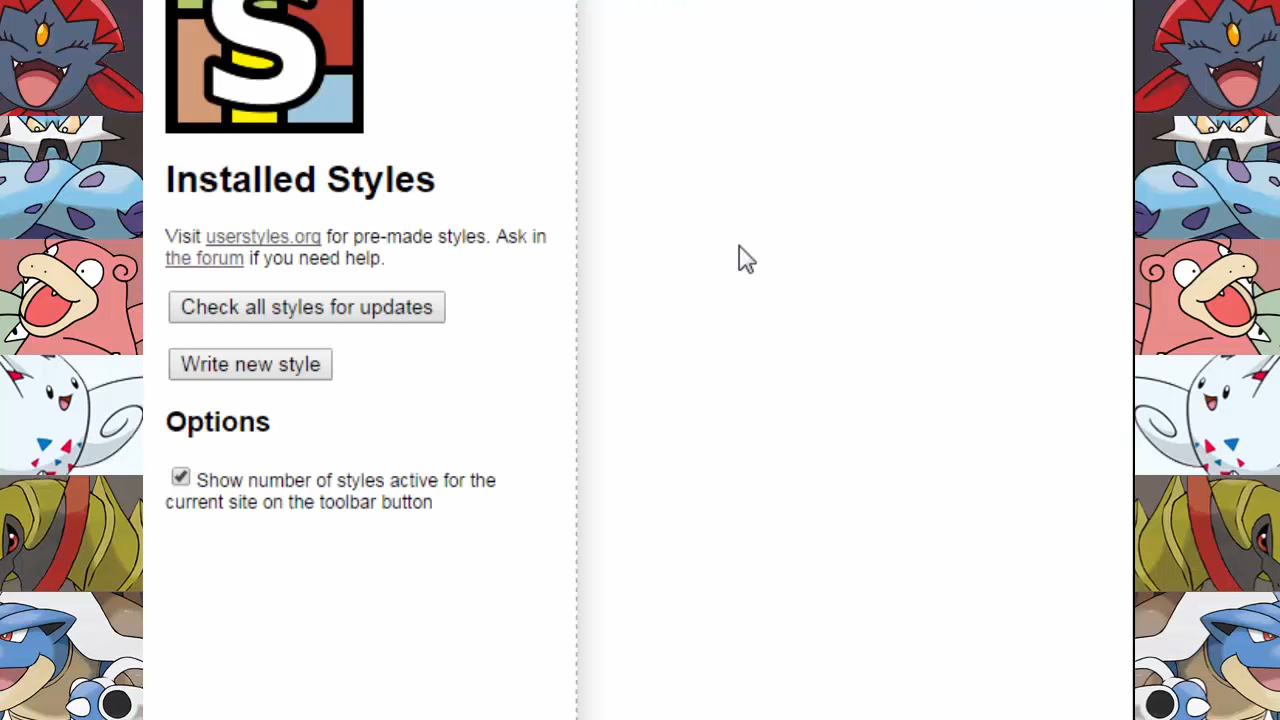 S
Installed Styles
Visit userstyles.org for pre-made styles. Ask in
the forum if you need help.
Check all styles for updates
Write new style
Options
Show number of styles active for the
current site on the toolbar button